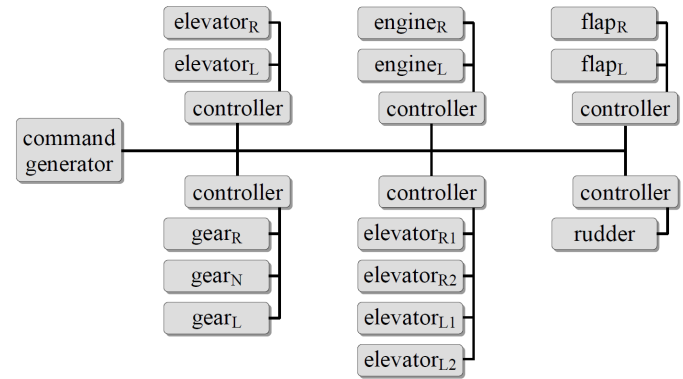 elevatorR
elevatorL
controller
engineR
engineL
controller
flapR
flapL
controller
command
generator
controller
gearR
gearN
gearL
controller
elevatorR1
elevatorR2
elevatorL1
elevatorL2
controller
rudder